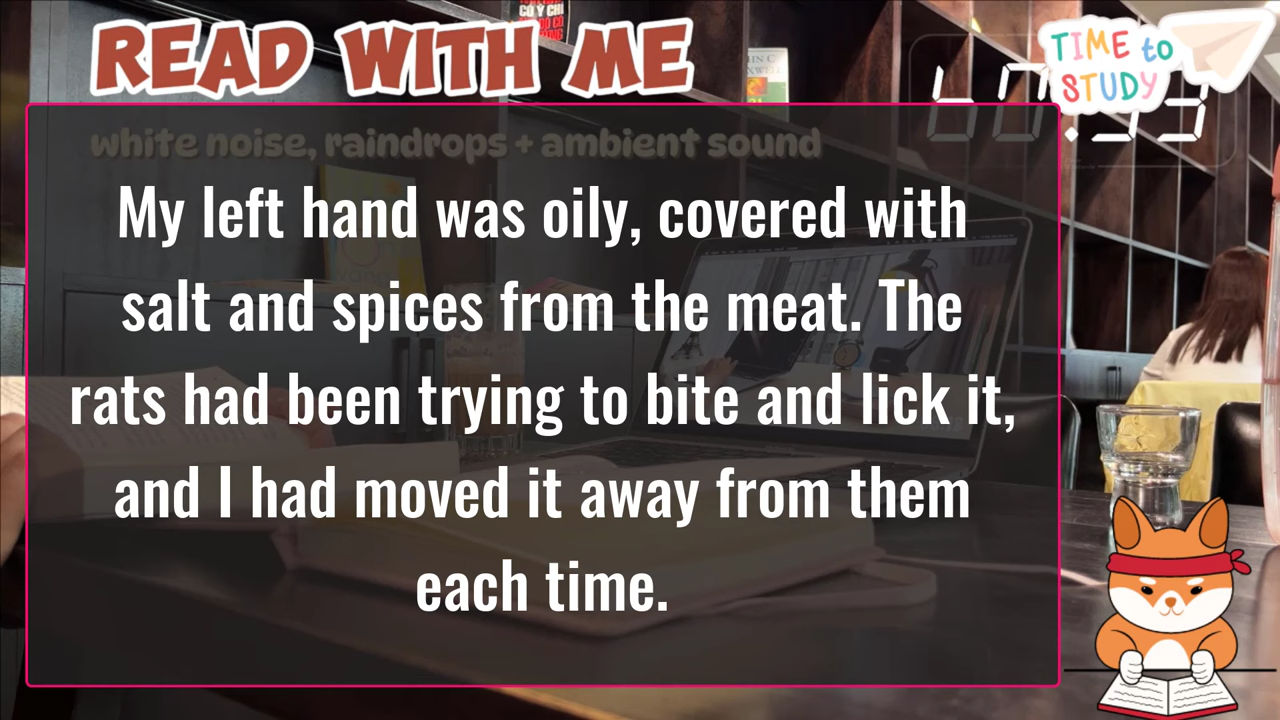 READ WITH ME
TIME to
STUDY
white noise, raindrops + ambient sound
My left hand was oily, covered with
salt and spices from the meat. The
rats had been trying to bite and lick it,
and I had moved it away from them
each time.